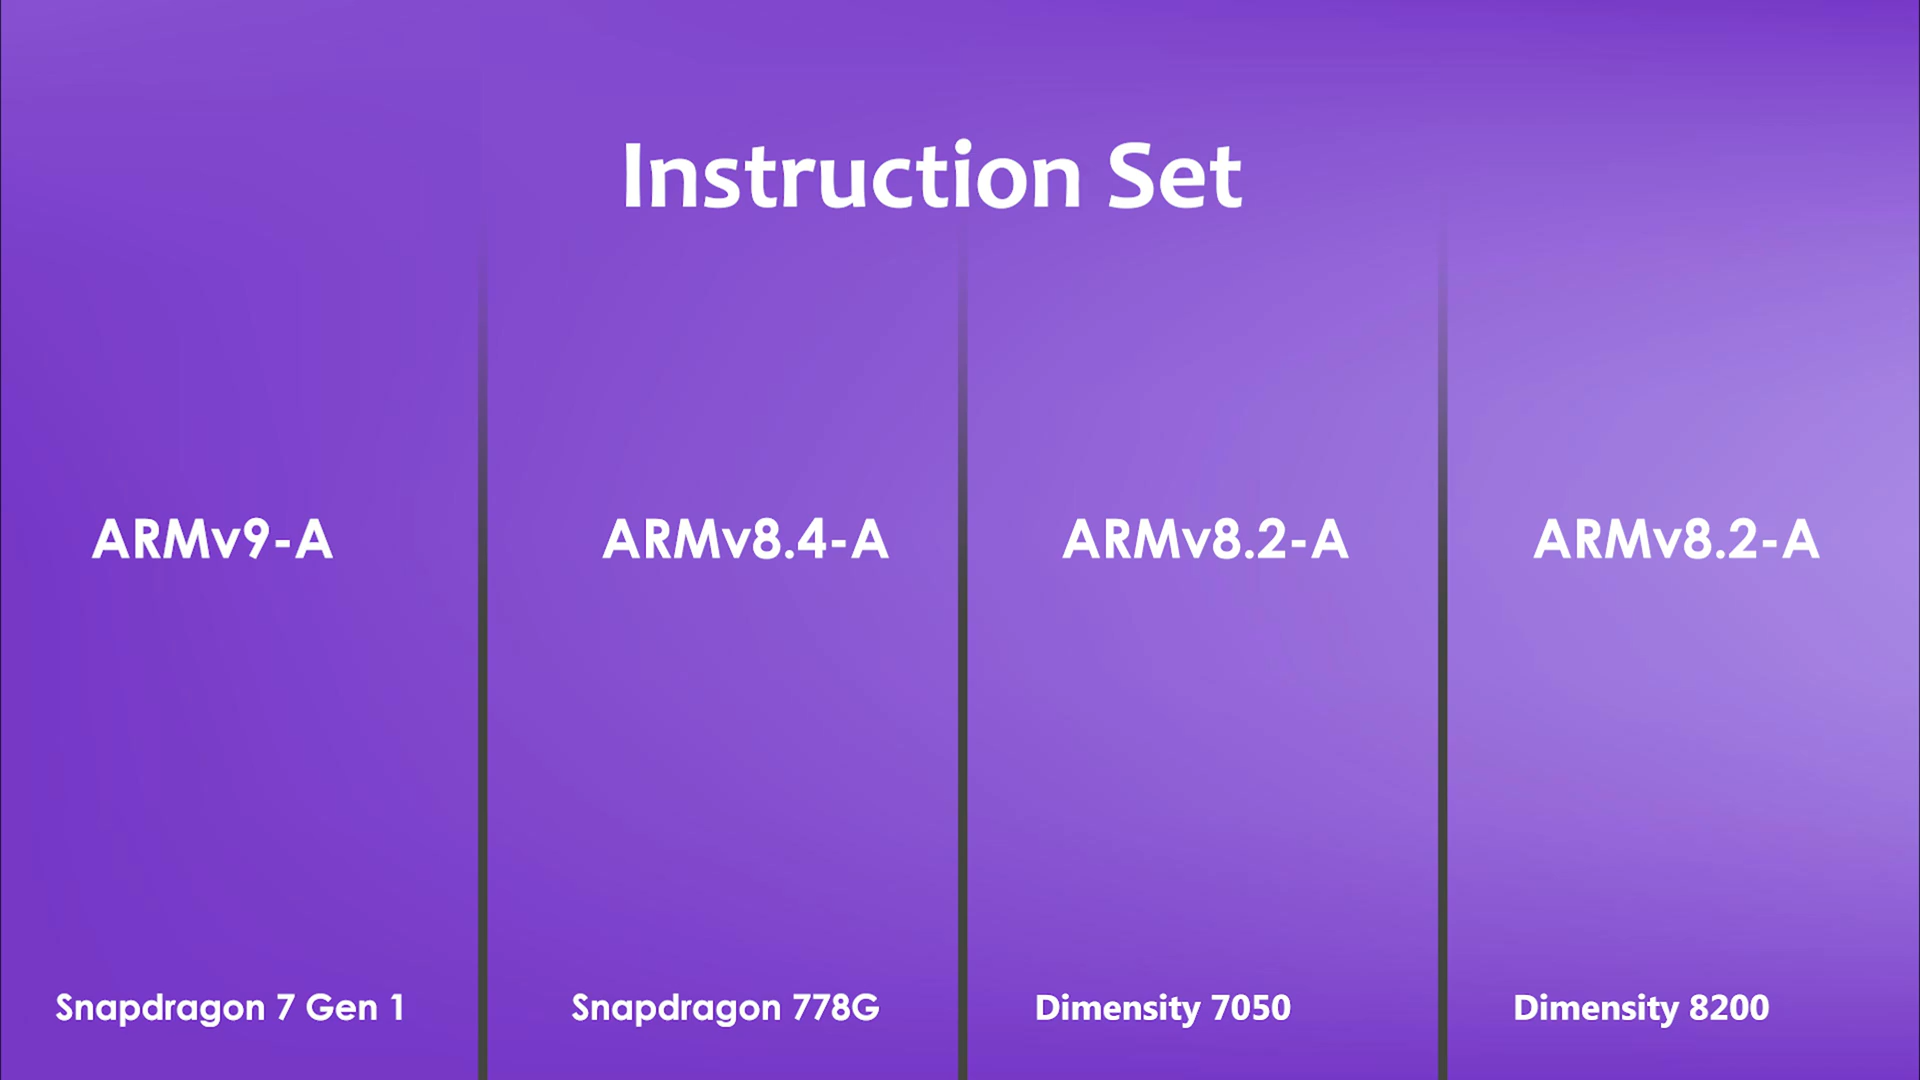 Instruction Set
ARMv9-A
ARMv8.4-A
ARMv8.2-A
ARMv8.2-A
Snapdragon 7 Gen 1
Snapdragon 778G
Dimensity 7050
Dimensity 8200